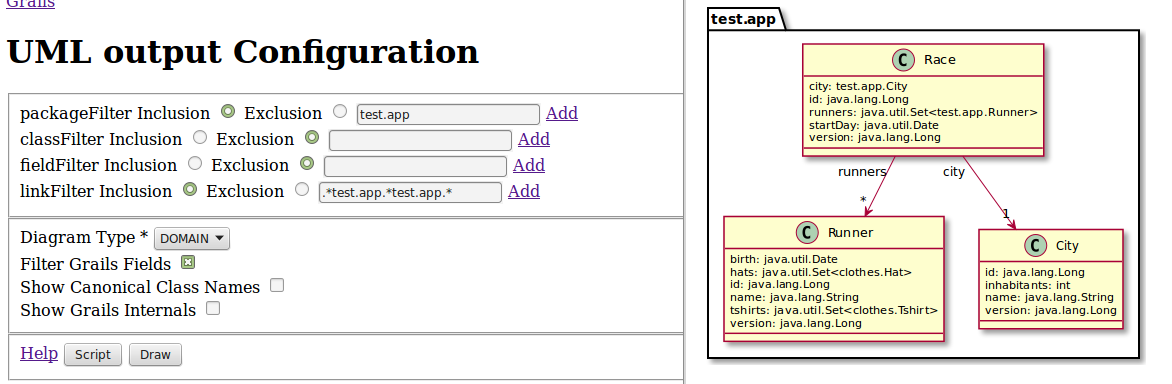 Grails
UML output Configuration
packageFilter Inclusion Exclusion test.app Add
classFilter Inclusion Exclusion Add
fieldFilter Inclusion Exclusion Add
linkFilter Inclusion Exclusion .*test.app.*test.app.* Add
Diagram Type * DOMAIN
Filter Grails Fields
Show Canonical Class Names
Show Grails Internals
Help Script Draw
test.app
C Race
city: test.app.City
id: java.lang.Long
runners: java.util.Set<test.app.Runner>
startDay: java.util.Date
version: java.lang.Long
runners city
* 1
C Runner
birth: java.util.Date
hats: java.util.Set<clothes.Hat>
id: java.lang.Long
name: java.lang.String
tshirts: java.util.Set<clothes.Tshirt>
version: java.lang.Long
C City
id: java.lang.Long
inhabitants: int
name: java.lang.String
version: java.lang.Long